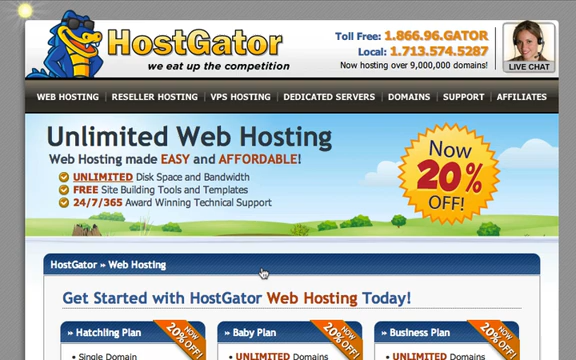 HostGator
we eat up the competition
Toll Free: 1.866.96.GATOR
Local: 1.713.574.5287
Now hosting over 9,000,000 domains!
LIVE CHAT
WEB HOSTING RESELLER HOSTING VPS HOSTING DEDICATED SERVERS DOMAINS SUPPORT AFFILIATES
Unlimited Web Hosting
Web Hosting made EASY and AFFORDABLE!
UNLIMITED Disk Space and Bandwidth
FREE Site Building Tools and Templates
24/7/365 Award Winning Technical Support
Now
20%
OFF!
HostGator » Web Hosting
Get Started with HostGator Web Hosting Today!
» Hatchling Plan
NOW
20% OFF!
» Baby Plan
NOW
20% OFF!
» Business Plan
NOW
20% OFF!
• Single Domain
• UNLIMITED Domains
• UNLIMITED Domains